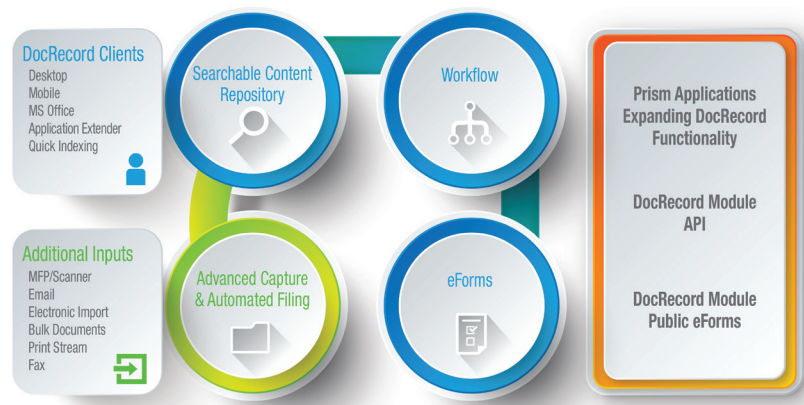 DocRecord Clients
Desktop
Mobile
MS Office
Application Extender
Quick Indexing
Searchable Content
Repository
Workflow
Additional Inputs
MFP/Scanner
Email
Electronic Import
Bulk Documents
Print Stream
Fax
Advanced Capture
& Automated Filing
eForms
Prism Applications
Expanding DocRecord
Functionality
DocRecord Module
API
DocRecord Module
Public eForms